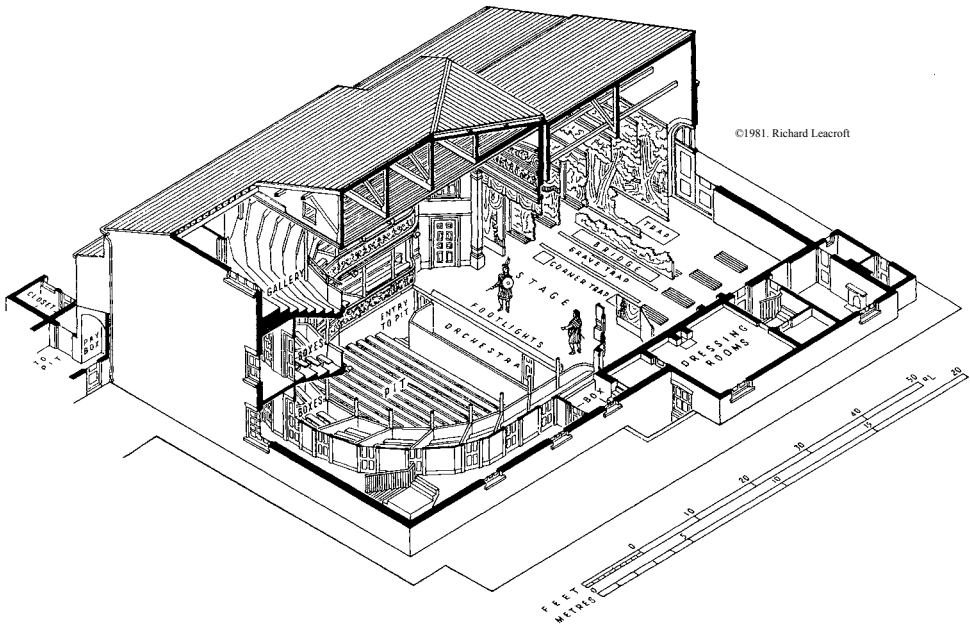 ©1981. Richard Leacroft
TRAP
BRIDGE
GRAVE TRAP
CORNER TRAP
STAGE
FOOTLIGHTS
GALLERY
ENTRY
TO PIT
ORCHESTRA
CLOSET
PAY
BOX
TO
PIT
BOXES
PIT
BOXES
BOX
DRESSING
ROOMS
FEET 0 10 20 30 40 50
METRES 0 5 10 15 20